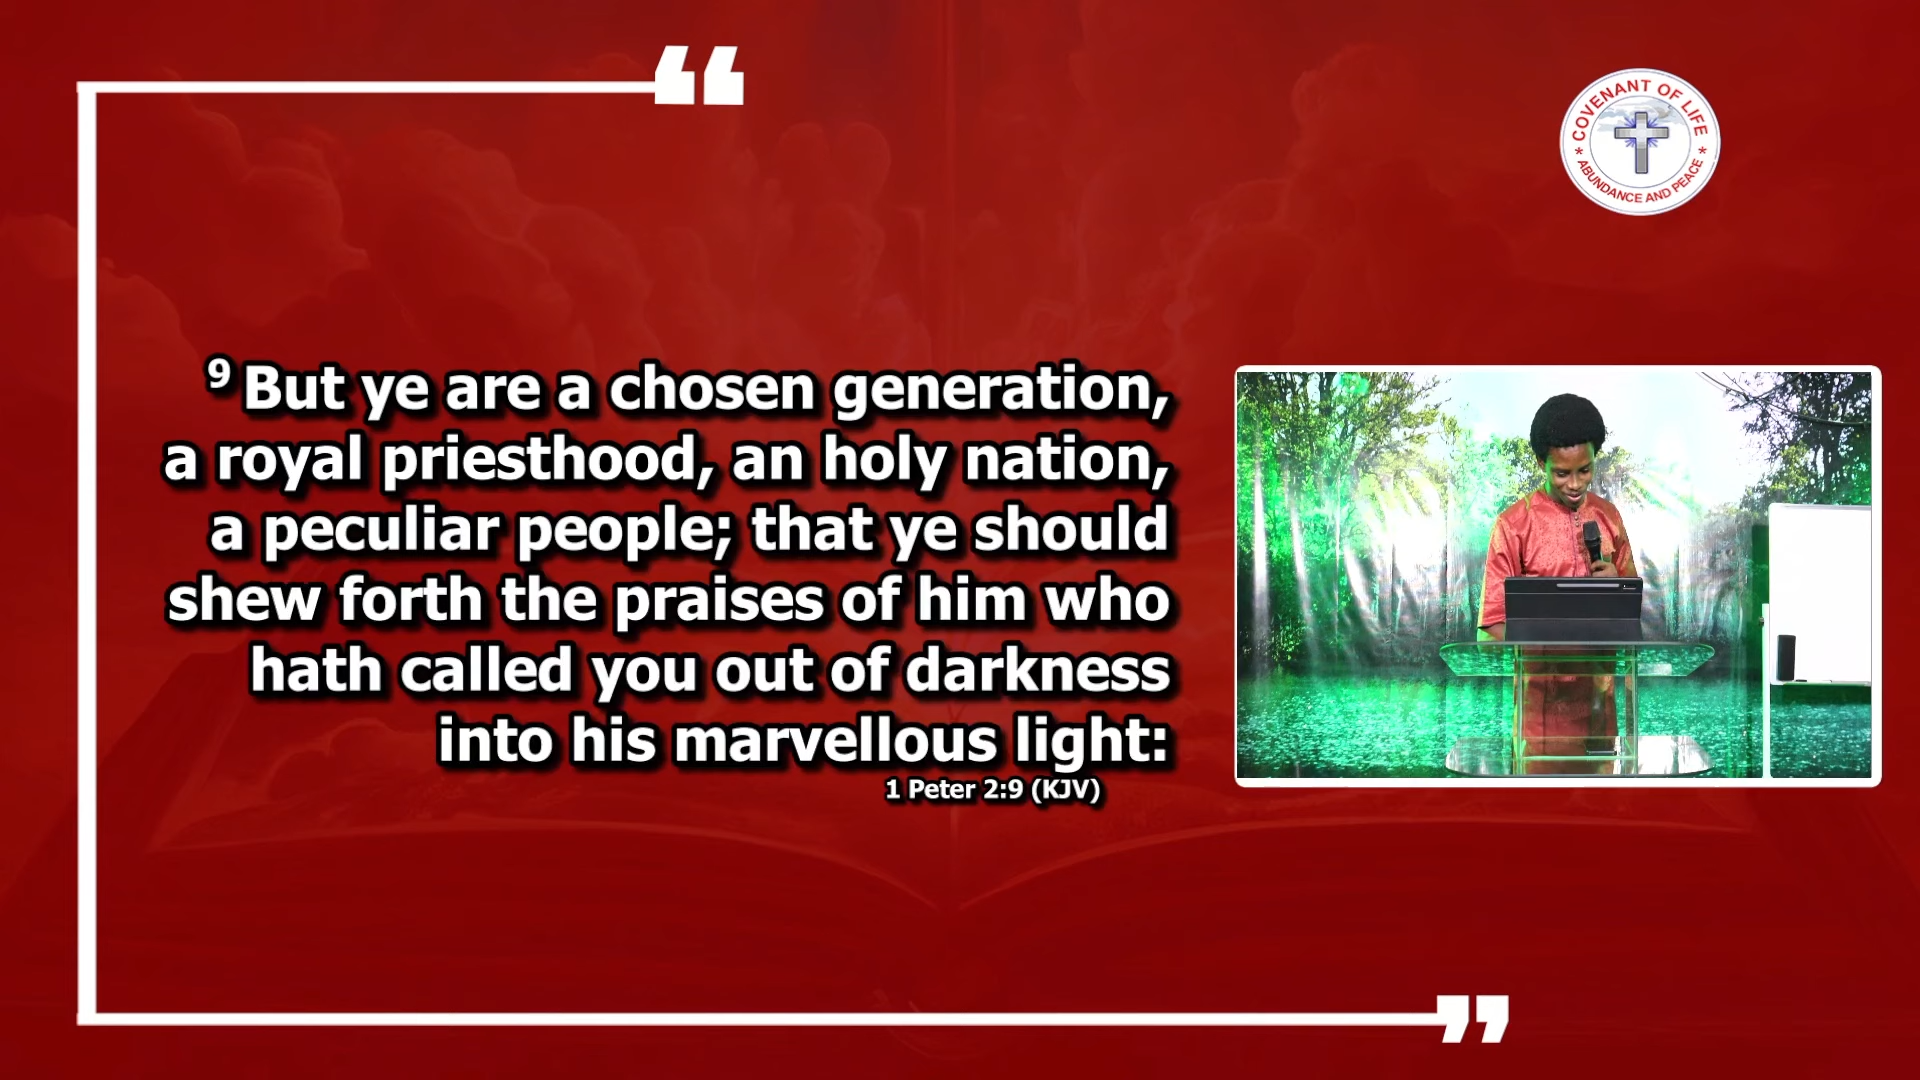 COVENANT OF LIFE
* ABUNDANCE AND PEACE *
9 But ye are a chosen generation,
a royal priesthood, an holy nation,
a peculiar people; that ye should
shew forth the praises of him who
hath called you out of darkness
into his marvellous light:
1 Peter 2:9 (KJV)